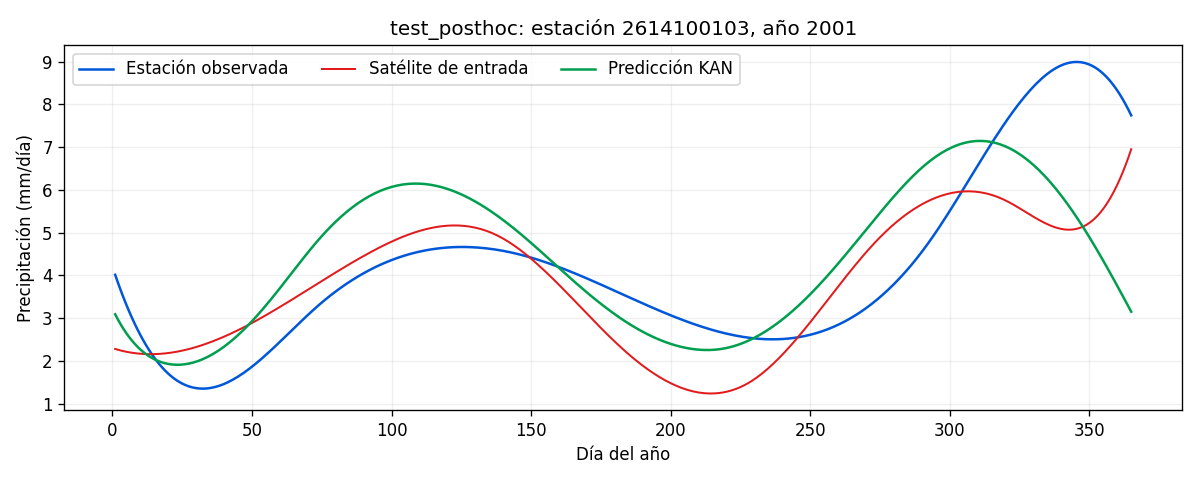 test_posthoc: estación 2614100103, año 2001
Estación observada Satélite de entrada Predicción KAN
Precipitación (mm/día)
9
8
7
6
5
4
3
2
1
0 50 100 150 200 250 300 350
Día del año